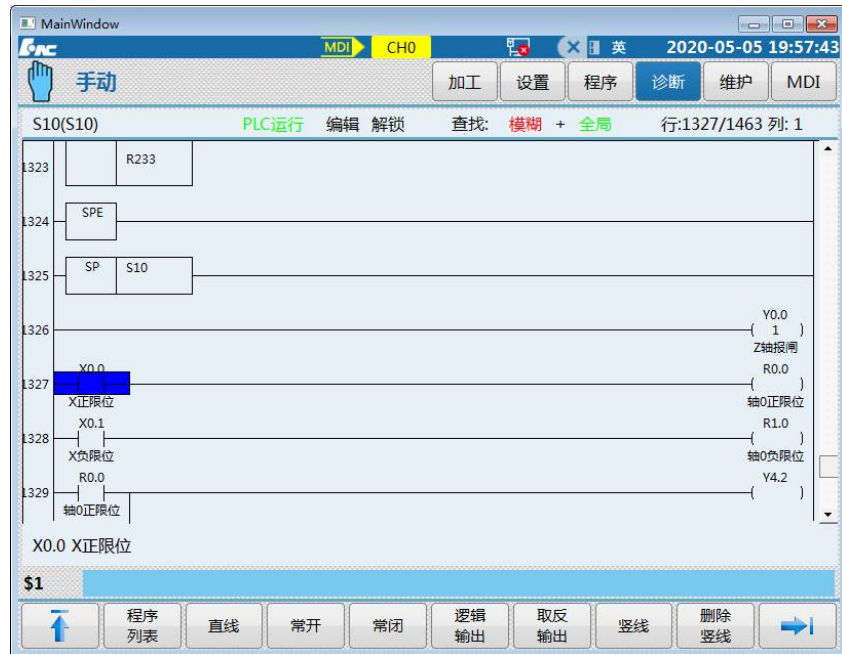 MainWindow
HNC MDI CH0 英 2020-05-05 19:57:43
手动 加工 设置 程序 诊断 维护 MDI
S10(S10) PLC运行 编辑 解锁 查找: 模糊 + 全局 行:1327/1463 列: 1
R233
1323
SPE
1324
SP S10
1325
Y0.0
1326 ( 1 )
Z轴报闸
X0.0 R0.0
1327 ( )
X正限位 轴0正限位
X0.1 R1.0
1328 ( )
X负限位 轴0负限位
R0.0 Y4.2
1329 ( )
轴0正限位
X0.0 X正限位
$1
程序列表 直线 常开 常闭 逻辑输出 取反输出 竖线 删除竖线